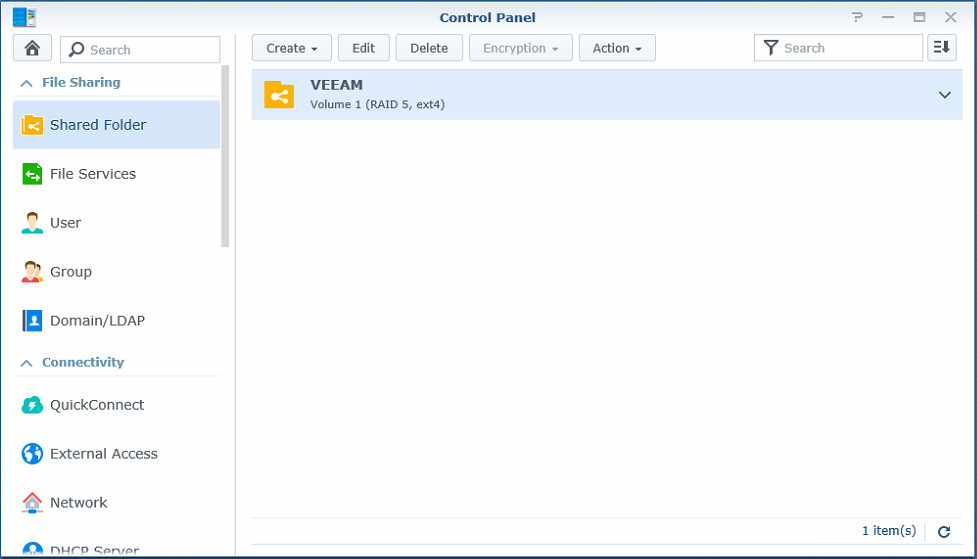 Control Panel
Search
Create
Edit
Delete
Encryption
Action
Search
File Sharing
Shared Folder
File Services
User
Group
Domain/LDAP
Connectivity
QuickConnect
External Access
Network
DHCP Server
VEEAM
Volume 1 (RAID 5, ext4)
1 item(s)